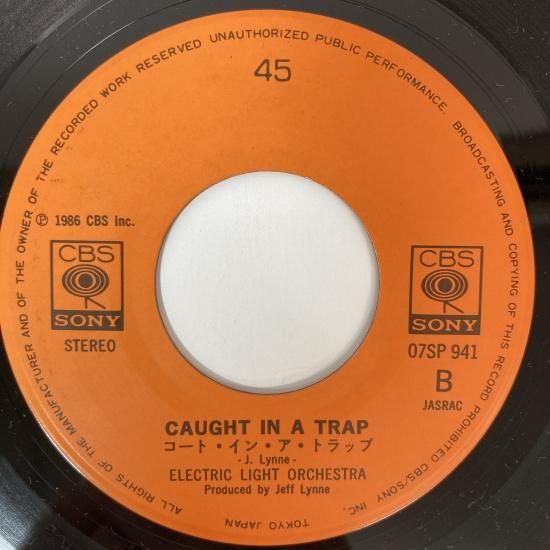 ALL RIGHTS OF THE MANUFACTURER AND OF THE OWNER OF THE RECORDED WORK RESERVED UNAUTHORIZED PUBLIC PERFORMANCE. BROADCASTING AND COPYING OF THIS RECORD PROHIBITED CBS/SONY INC. TOKYO JAPAN
45
℗ 1986 CBS Inc.
CBS
SONY
STEREO
CBS
SONY
07SP 941
B
JASRAC
CAUGHT IN A TRAP
コート・イン・ア・トラップ
- J. Lynne -
ELECTRIC LIGHT ORCHESTRA
Produced by Jeff Lynne